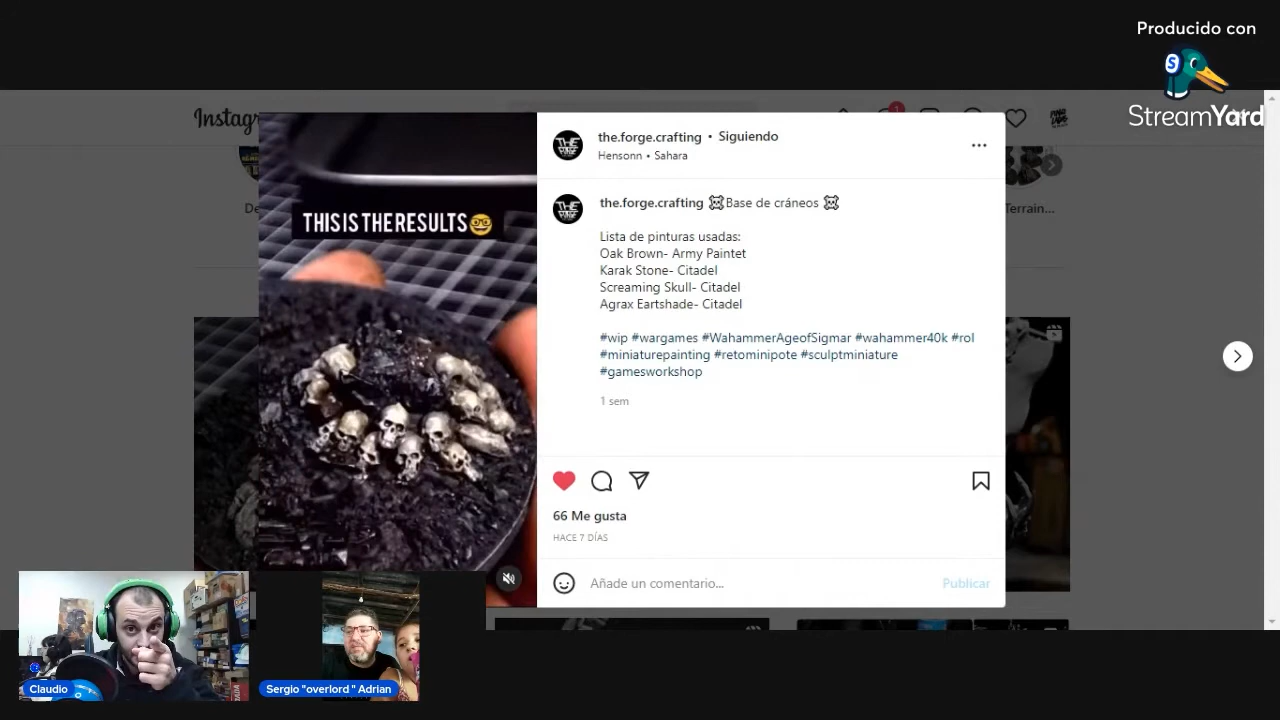 Producido con
StreamYard
Instag
1
the.forge.crafting • Siguiendo
Hensonn • Sahara
THIS IS THE RESULTS🤓
the.forge.crafting ☠Base de cráneos ☠
Lista de pinturas usadas:
Oak Brown- Army Paintet
Karak Stone- Citadel
Screaming Skull- Citadel
Agrax Eartshade- Citadel
#wip #wargames #WahammerAgeofSigmar #wahammer40k #rol
#miniaturepainting #retominipote #sculptminiature
#gamesworkshop
1 sem
De
Terrain...
66 Me gusta
HACE 7 DÍAS
Añade un comentario...
Publicar
Claudio
Sergio "overlord " Adrian